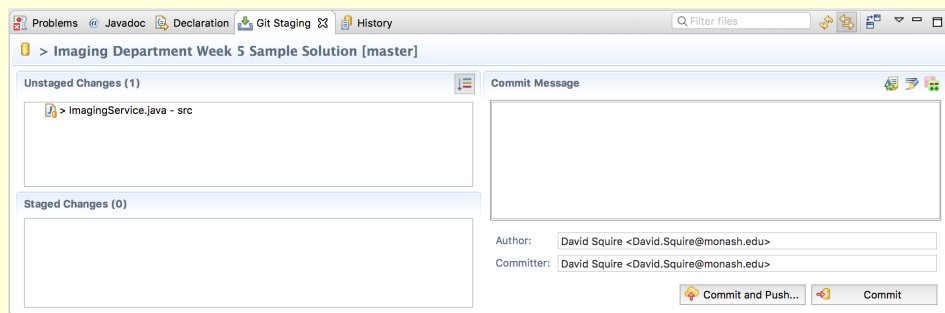 Problems @ Javadoc Declaration Git Staging History Filter files
> Imaging Department Week 5 Sample Solution [master]
Unstaged Changes (1)
> ImagingService.java - src
Staged Changes (0)
Commit Message
Author: David Squire <David.Squire@monash.edu>
Committer: David Squire <David.Squire@monash.edu>
Commit and Push... Commit